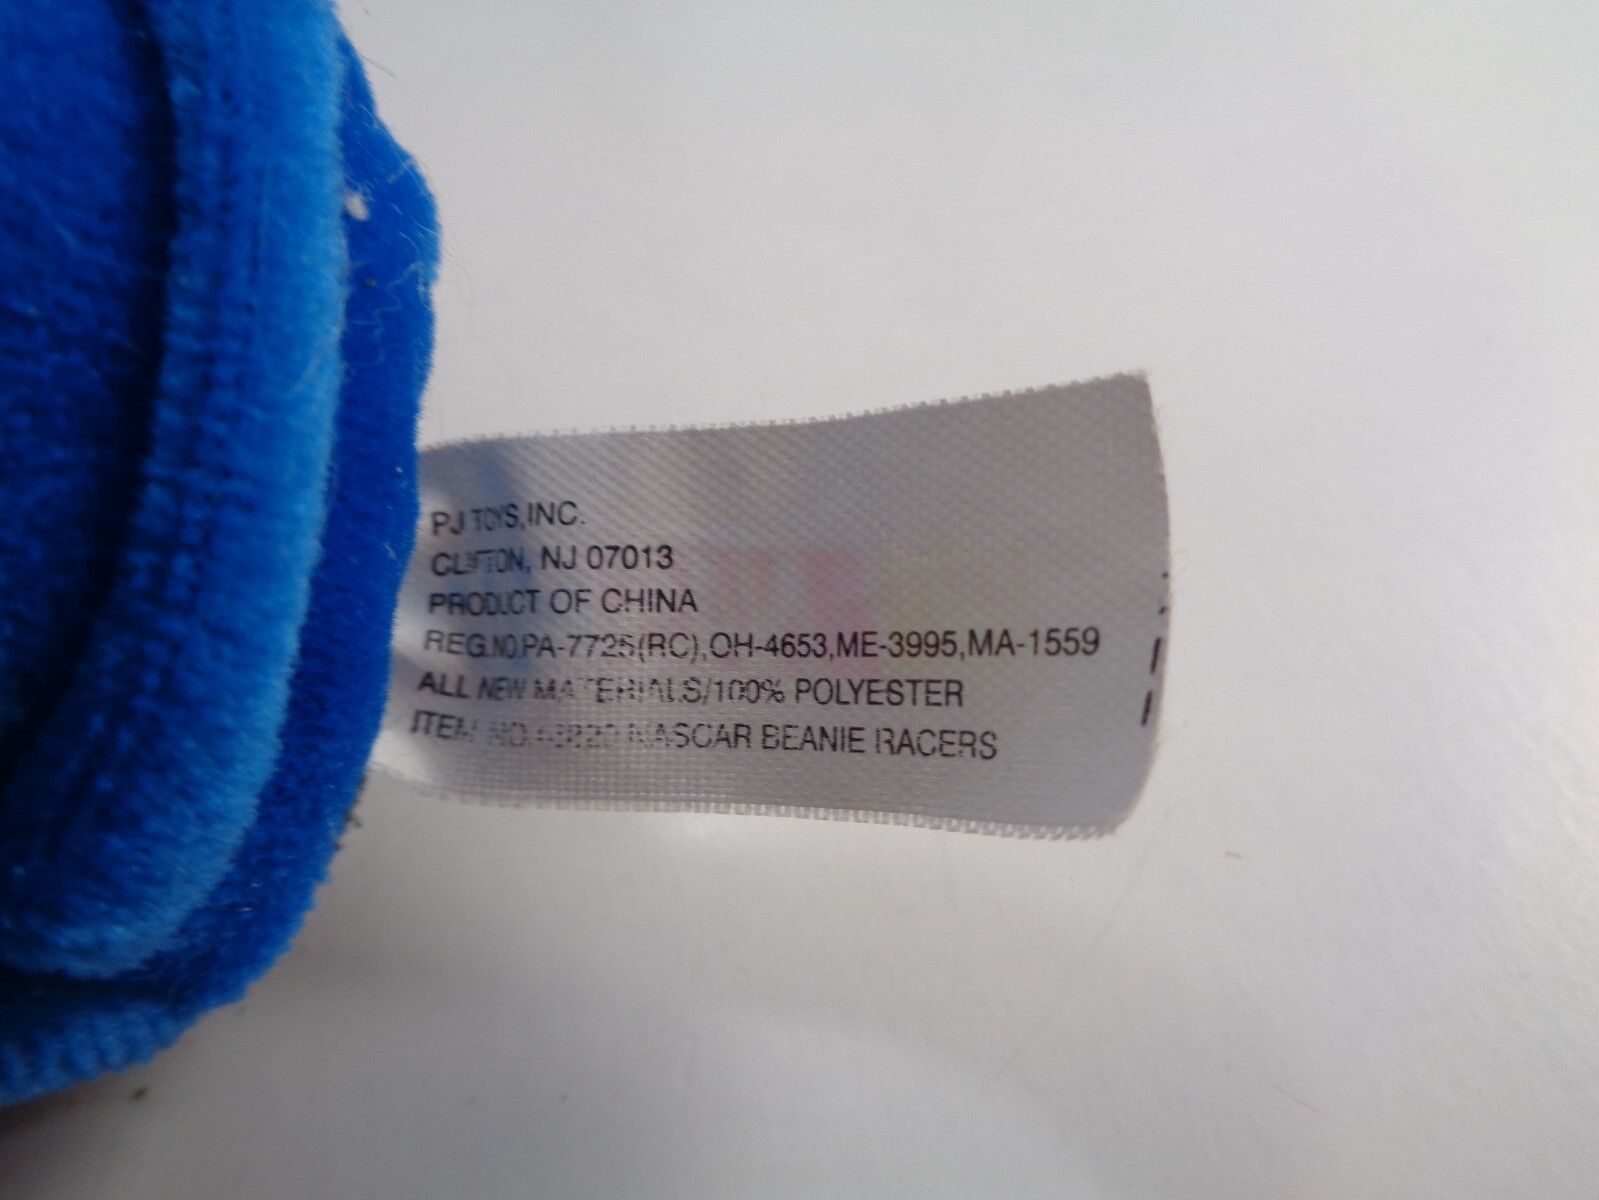 PJ TOYS,INC.
CLIFTON, NJ 07013
PRODUCT OF CHINA
REG.NO.PA-7725(RC),OH-4653,ME-3995,MA-1559
ALL NEW MATERIALS/100% POLYESTER
ITEM NO. NASCAR BEANIE RACERS